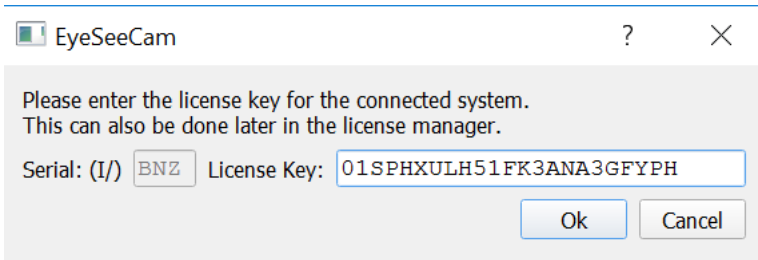 EyeSeeCam ?
Please enter the license key for the connected system.
This can also be done later in the license manager.
Serial: (I/) BNZ License Key: 01SPHXULH51FK3ANA3GFYPH
Ok Cancel